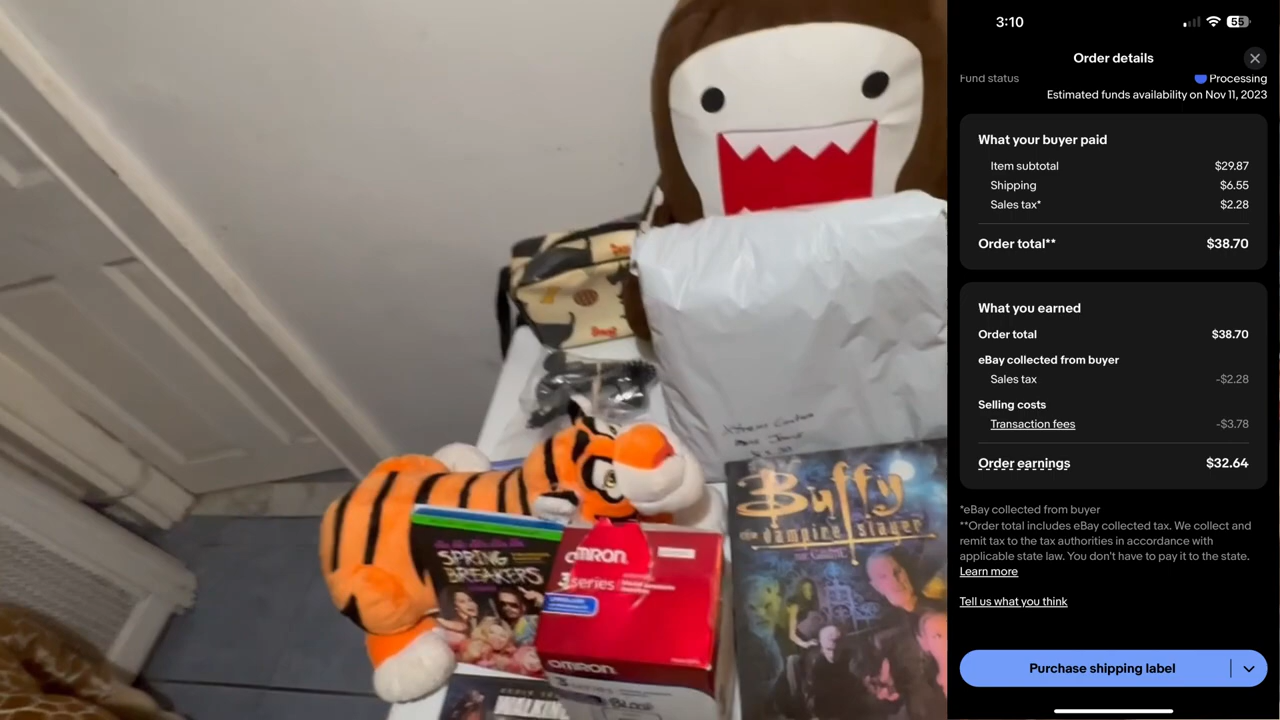 SPRING
BREAKERS
OMRON
3 series
OMRON
3 SERIES
Buffy
the vampire slayer
THE GAME
3:10
55
Order details
Fund status
Processing
Estimated funds availability on Nov 11, 2023
What your buyer paid
Item subtotal $29.87
Shipping $6.55
Sales tax* $2.28
Order total** $38.70
What you earned
Order total $38.70
eBay collected from buyer
Sales tax -$2.28
Selling costs
Transaction fees -$3.78
Order earnings $32.64
*eBay collected from buyer
**Order total includes eBay collected tax. We collect and
remit tax to the tax authorities in accordance with
applicable state law. You don't have to pay it to the state.
Learn more
Tell us what you think
Purchase shipping label